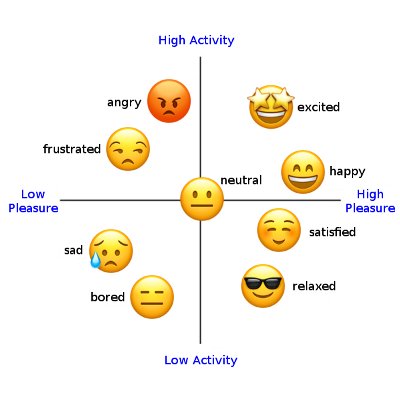 High Activity
angry
excited
frustrated
happy
neutral
Low
Pleasure
High
Pleasure
satisfied
sad
relaxed
bored
Low Activity